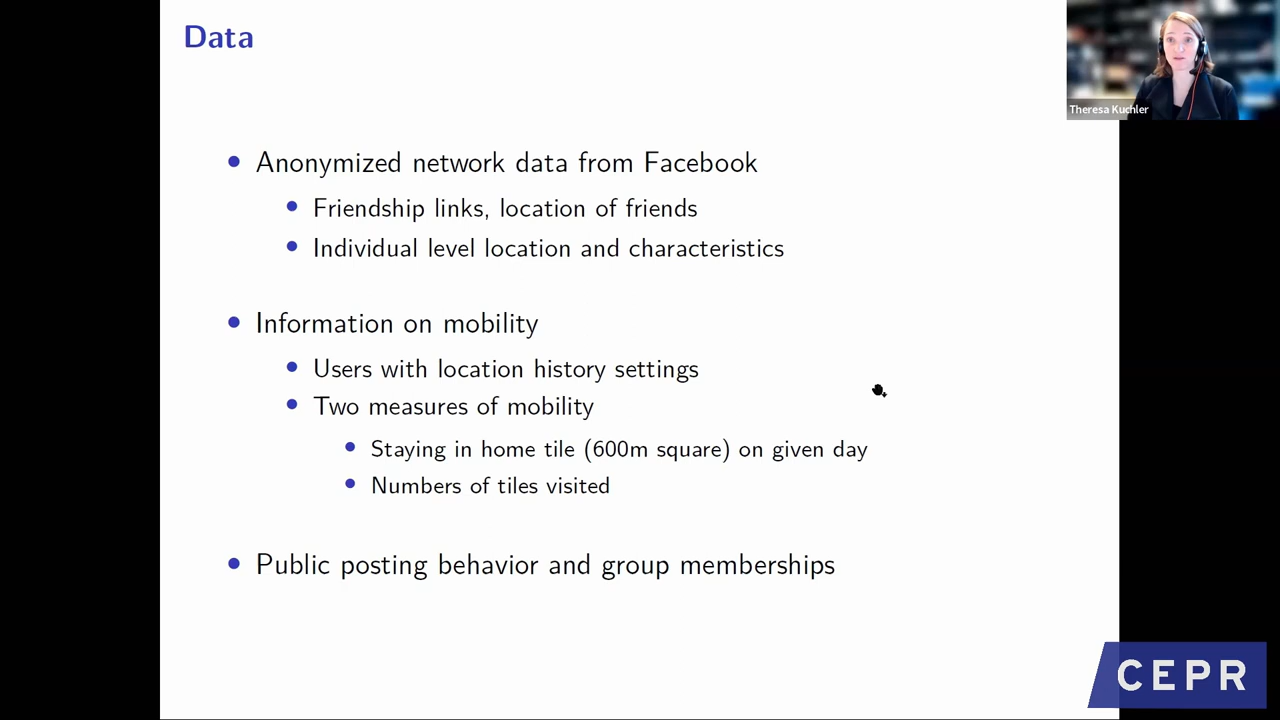 Data
Theresa Kuchler
Anonymized network data from Facebook
Friendship links, location of friends
Individual level location and characteristics
Information on mobility
Users with location history settings
Two measures of mobility
Staying in home tile (600m square) on given day
Numbers of tiles visited
Public posting behavior and group memberships
CEPR